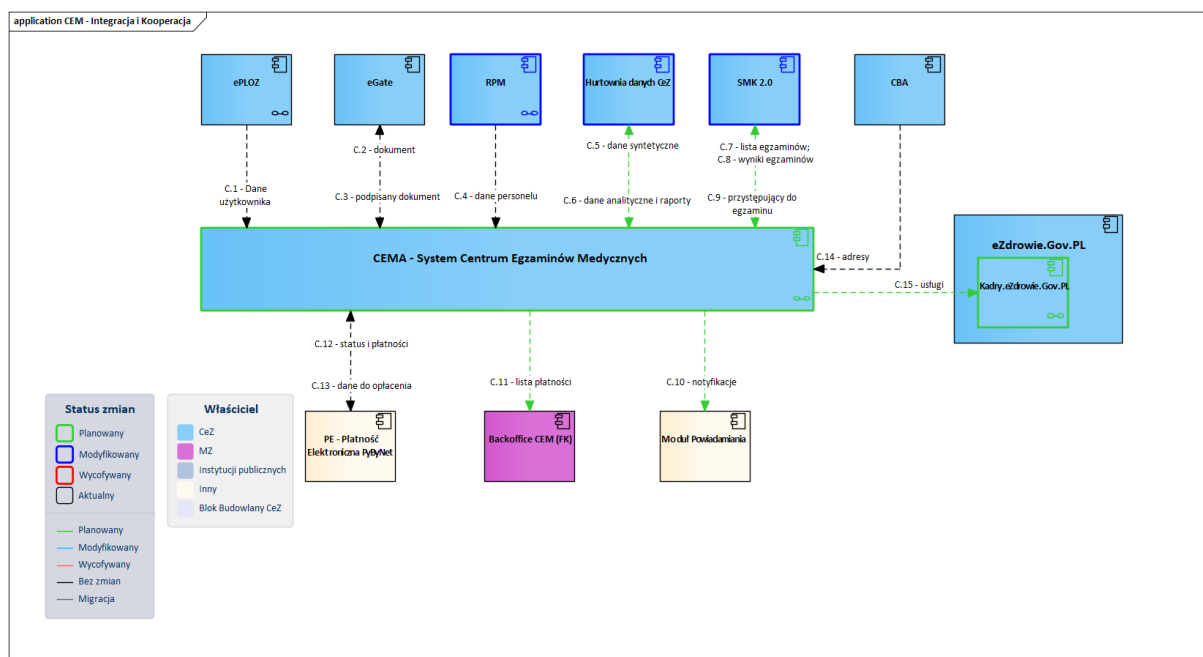 application CEM - Integracja i Kooperacja
ePLOZ
eGate
RPM
Hurtownia danych CeZ
SMK 2.0
CBA
C.1 - Dane
użytkownika
C.2 - dokument
C.3 - podpisany dokument
C.4 - dane personelu
C.5 - dane syntetyczne
C.6 - dane analityczne i raporty
C.7 - lista egzaminów;
C.8 - wyniki egzaminów
C.9 - przystępujący do
egzaminu
CEMA - System Centrum Egzaminów Medycznych
C.14 - adresy
C.15 - usługi
eZdrowie.Gov.PL
Kadry.eZdrowie.Gov.PL
C.12 - status i płatności
C.13 - dane do opłacenia
C.11 - lista płatności
C.10 - notyfikacje
PE - Płatność
Elektroniczna PyByNet
Backoffice CEM (FK)
Moduł Powiadamiania
Status zmian
Planowany
Modyfikowany
Wycofywany
Aktualny
Planowany
Modyfikowany
Wycofywany
Bez zmian
Migracja
Właściciel
CeZ
MZ
Instytucji publicznych
Inny
Blok Budowlany CeZ